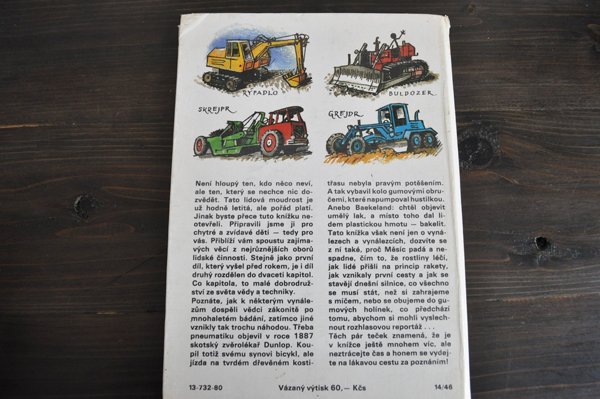 RYPADLO
BULDOZER
SKREJPR
GREJDR
Není hloupý ten, kdo něco neví,
ale ten, který se nechce nic do-
zvědět. Tato lidová moudrost je
už hodně letitá, ale pořád platí.
Jinak byste přece tuto knížku ne-
otevřeli. Připravili jsme ji pro
chytré a zvídavé děti — tedy pro
vás. Přiblíží vám spoustu zajíma-
vých věcí z nejrůznějších oborů
lidské činnosti. Stejně jako první
díl, který vyšel před rokem, je i díl
druhý rozdělen do dvaceti kapitol.
Co kapitola, to malé dobrodruž-
ství ze světa vědy a techniky.
Poznáte, jak k některým vynále-
zům dospěli vědci zákonitě po
mnohaletém bádání, zatímco jiné
vznikly tak trochu náhodou. Třeba
pneumatiku objevil v roce 1887
skotský zvěrolékař Dunlop. Kou-
pil totiž svému synovi bicykl, ale
jízda na tvrdém dřevěném kosti-
třasu nebyla pravým potěšením.
A tak vybavil kolo gumovými obru-
čemi, které napumpoval hustilkou.
Anebo Baekeland: chtěl objevit
umělý lak, a místo toho dal li-
dem plastickou hmotu — bakelit.
Tato knížka však není jen o vyná-
lezech a vynálezcích, dozvíte se
z ní také, proč Měsíc padá a ne-
spadne, čím to, že rostliny léčí,
jak lidé přišli na princip rakety,
jak vznikaly první cesty a jak se
stavějí dnešní silnice, co všechno
se musí stát, než si zahrajeme
s míčem, nebo se obujeme do gu-
mových holínek, co předchází
tomu, abychom si mohli vyslech-
nout rozhlasovou reportáž . . .
Těch pár teček znamená, že je
v knížce ještě mnohem víc, ale
neztrácejte čas a honem se vydej-
te na lákavou cestu za poznáním!
13-732-80
Vázaný výtisk 60,— Kčs
14/46